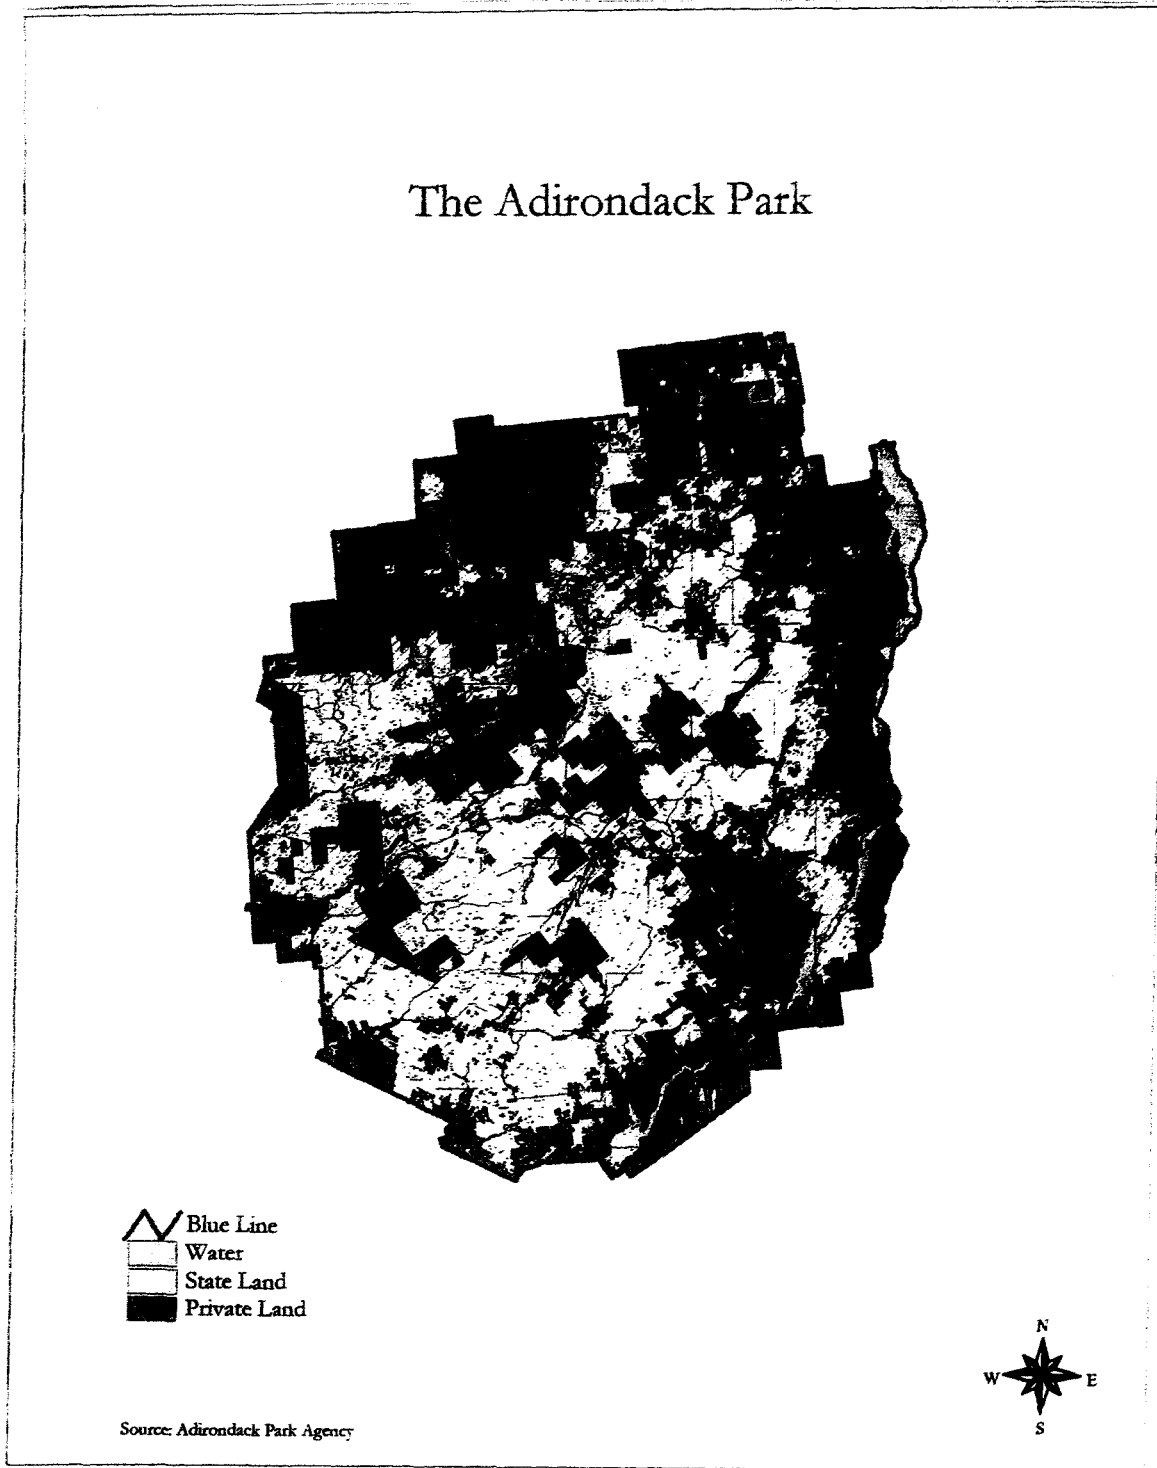 The Adirondack Park
Blue Line
Water
State Land
Private Land
N
W E
S
Source: Adirondack Park Agency